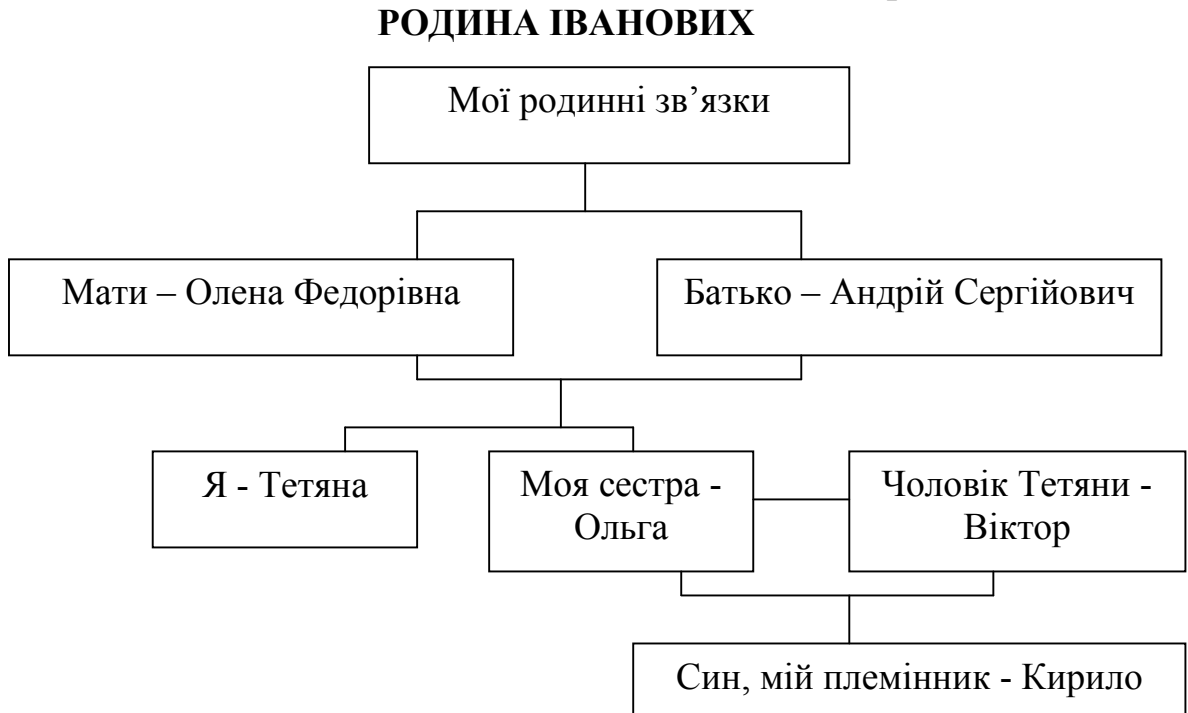 РОДИНА ІВАНОВИХ
Мої родинні зв’язки
Мати – Олена Федорівна
Батько – Андрій Сергійович
Я - Тетяна
Моя сестра -
Ольга
Чоловік Тетяни -
Віктор
Син, мій племінник - Кирило